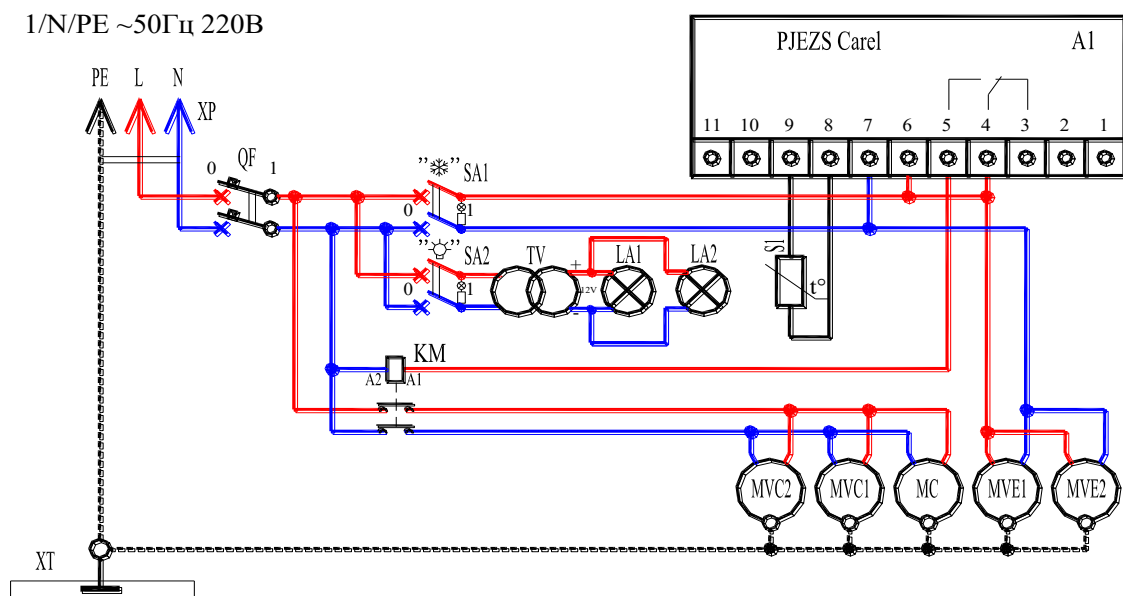 1/N/PE ~50Гц 220В
PJEZS Carel A1
PE L N
XP
11 10 9 8 7 6 5 4 3 2 1
0 QF 1
"❄" SA1
0 1
"💡" SA2 TV + LA1 LA2
0 1 12V
-
S1
t°
KM
A2 A1
MVC2 MVC1 MC MVE1 MVE2
XT